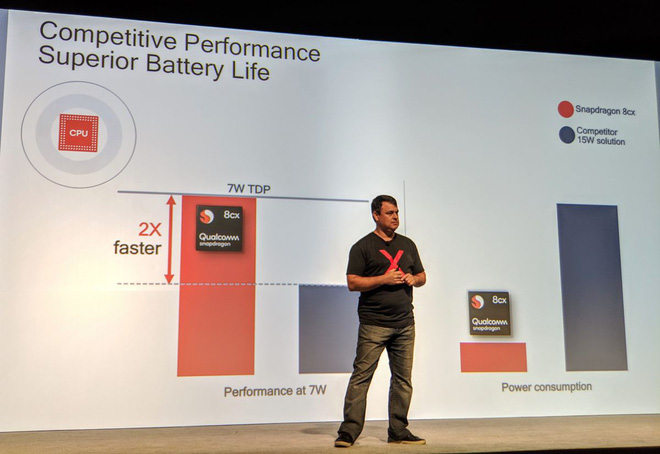 Competitive Performance
Superior Battery Life
CPU
Snapdragon 8cx
Competitor
15W solution
7W TDP
2X
faster
8cx
Qualcomm
snapdragon
X
8cx
Qualcomm
snapdragon
Performance at 7W
Power consumption